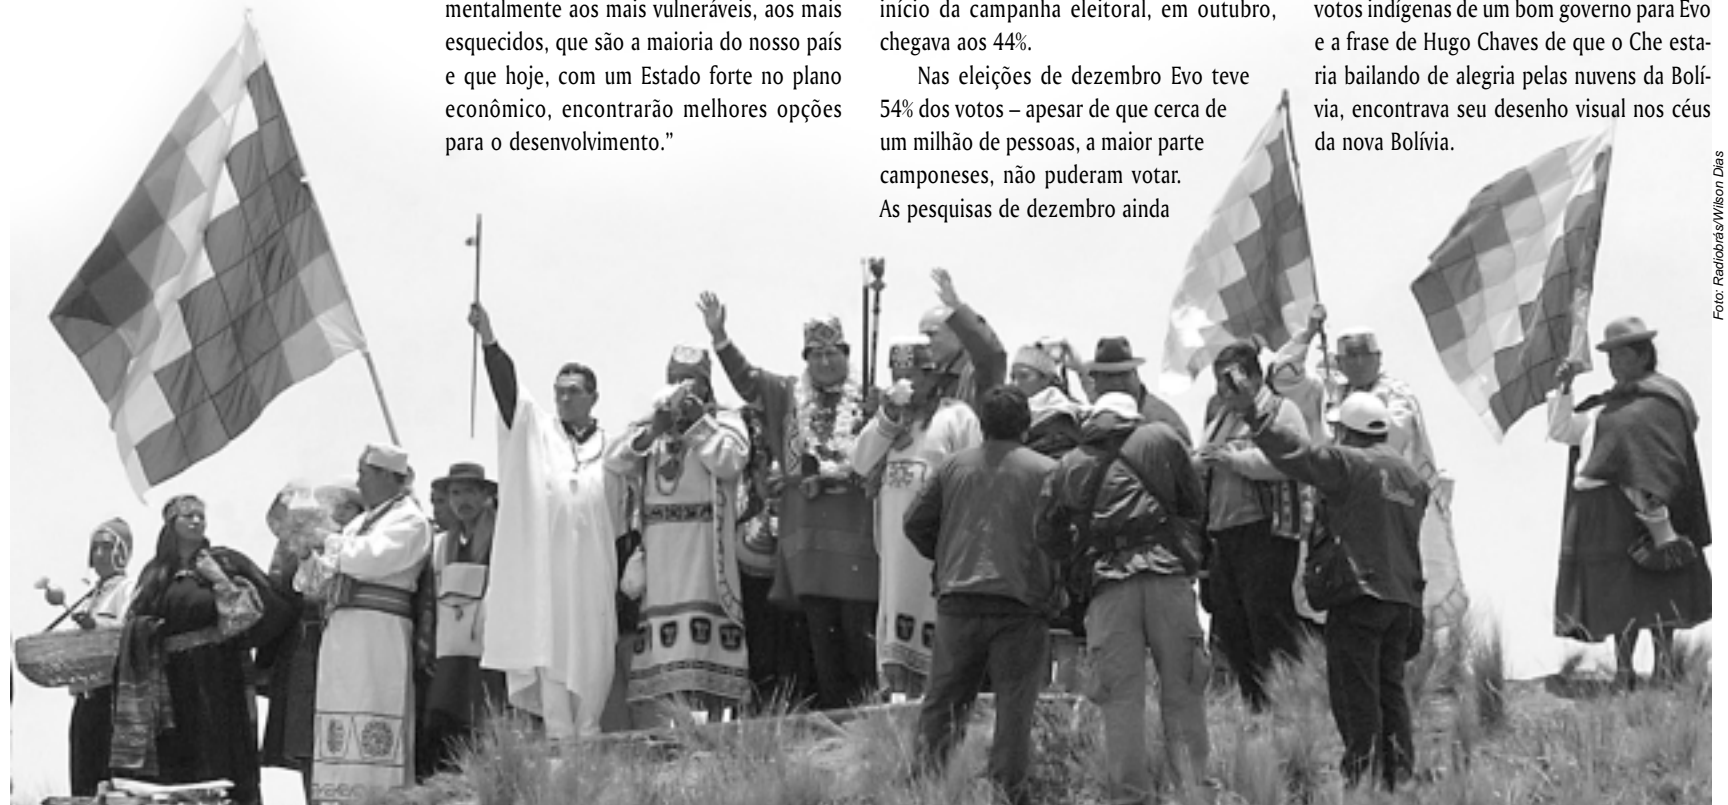 mentalmente aos mais vulneráveis, aos mais
esquecidos, que são a maioria do nosso país
e que hoje, com um Estado forte no plano
econômico, encontrarão melhores opções
para o desenvolvimento.”
início da campanha eleitoral, em outubro,
chegava aos 44%.
Nas eleições de dezembro Evo teve
54% dos votos – apesar de que cerca de
um milhão de pessoas, a maior parte
camponeses, não puderam votar.
As pesquisas de dezembro ainda
votos indígenas de um bom governo para Evo
e a frase de Hugo Chaves de que o Che esta-
ria bailando de alegria pelas nuvens da Bolí-
via, encontrava seu desenho visual nos céus
da nova Bolívia.
Foto: Radiobrás/Wilson Dias